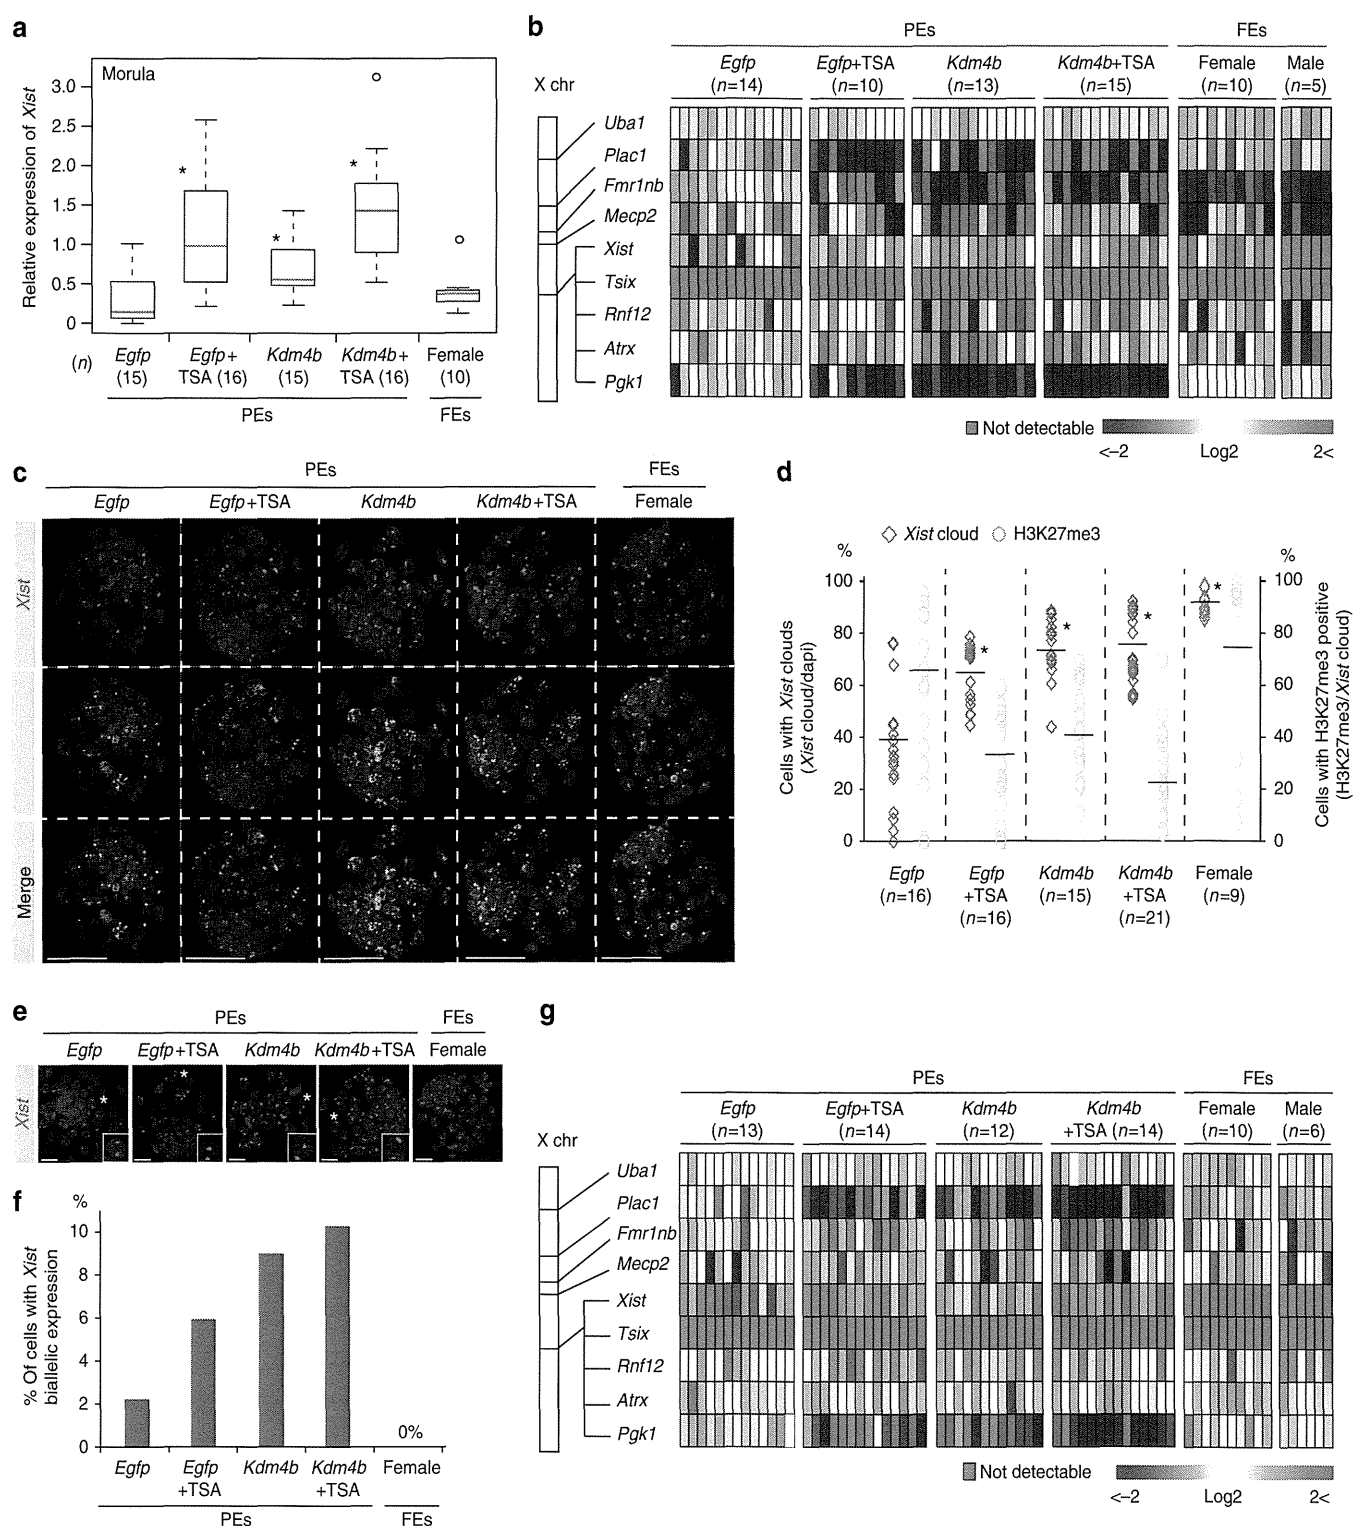 a
Morula
Relative expression of Xist
3.0
2.5
2.0
1.5
1.0
0.5
0
*
*
*
(n)
Egfp (15)
Egfp+ TSA (16)
Kdm4b (15)
Kdm4b+ TSA (16)
Female (10)
PEs
FEs
b
PEs
FEs
X chr
Egfp (n=14)
Egfp+TSA (n=10)
Kdm4b (n=13)
Kdm4b+TSA (n=15)
Female (n=10)
Male (n=5)
Uba1
Plac1
Fmr1nb
Mecp2
Xist
Tsix
Rnf12
Atrx
Pgk1
Not detectable
<–2
Log2
2<
c
PEs
FEs
Egfp
Egfp+TSA
Kdm4b
Kdm4b+TSA
Female
Xist
Merge
d
Xist cloud
H3K27me3
%
%
100
80
60
40
20
0
100
80
60
40
20
0
*
*
*
*
Cells with Xist clouds
(Xist cloud/dapi)
Cells with H3K27me3 positive
(H3K27me3/Xist cloud)
Egfp (n=16)
Egfp +TSA (n=16)
Kdm4b (n=15)
Kdm4b +TSA (n=21)
Female (n=9)
e
PEs
FEs
Egfp
Egfp+TSA
Kdm4b
Kdm4b+TSA
Female
Xist
*
*
*
*
f
%
10
8
6
4
2
0
% Of cells with Xist
biallelic expression
0%
Egfp
Egfp +TSA
Kdm4b
Kdm4b +TSA
Female
PEs
FEs
g
PEs
FEs
X chr
Egfp (n=13)
Egfp+TSA (n=14)
Kdm4b (n=12)
Kdm4b +TSA (n=14)
Female (n=10)
Male (n=6)
Uba1
Plac1
Fmr1nb
Mecp2
Xist
Tsix
Rnf12
Atrx
Pgk1
Not detectable
<–2
Log2
2<